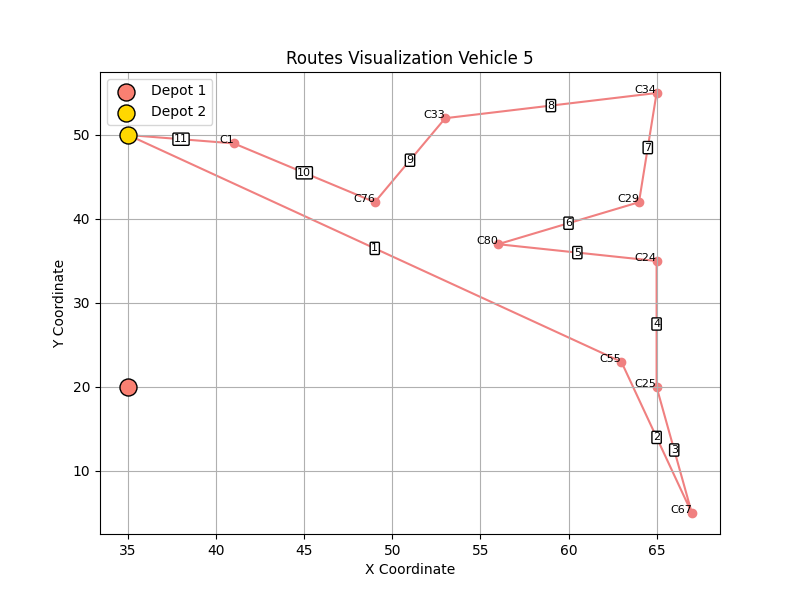 Routes Visualization Vehicle 5
Depot 1
Depot 2
C34
8
C33
50
11
C1
7
9
10
C76
C29
40
6
C80
5
1
C24
30
4
Y Coordinate
C55
20
C25
2
3
10
C67
35 40 45 50 55 60 65
X Coordinate